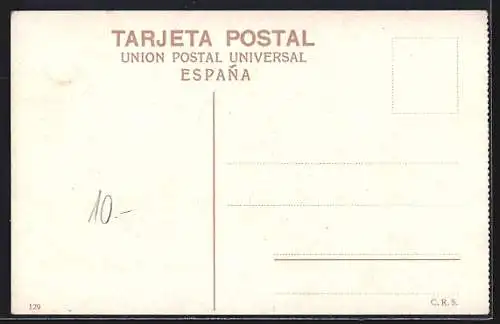 TARJETA POSTAL
UNION POSTAL UNIVERSAL
ESPAÑA
10.-
129
C. R. S.